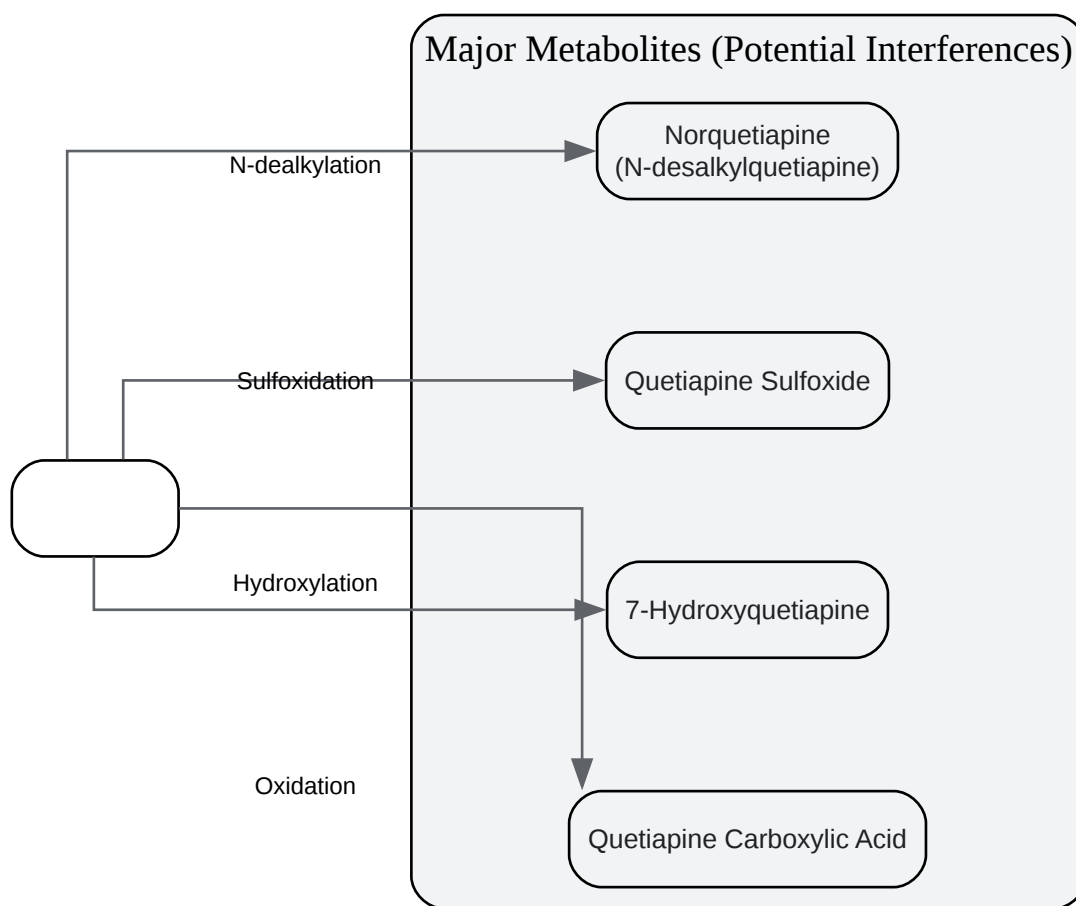 Major Metabolites (Potential Interferences)
N-dealkylation
Norquetiapine
(N-desalkylquetiapine)
Sulfoxidation
Quetiapine Sulfoxide
Hydroxylation
7-Hydroxyquetiapine
Oxidation
Quetiapine Carboxylic Acid